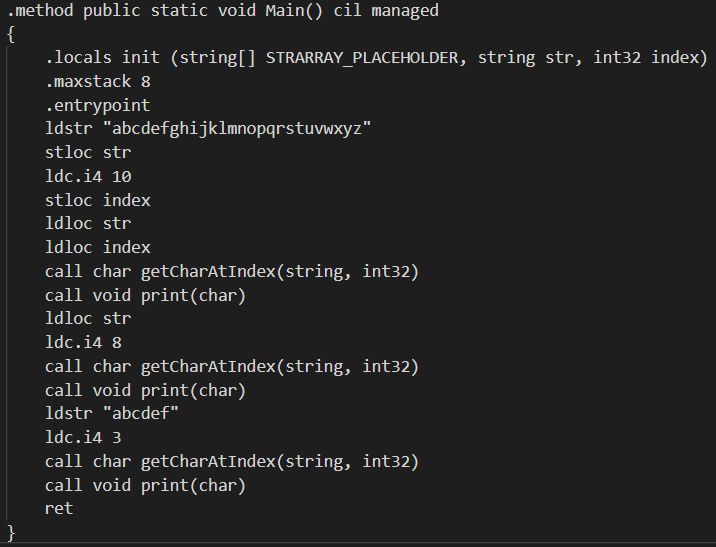 .method public static void Main() cil managed
{
    .locals init (string[] STRARRAY_PLACEHOLDER, string str, int32 index)
    .maxstack 8
    .entrypoint
    ldstr "abcdefghijklmnopqrstuvwxyz"
    stloc str
    ldc.i4 10
    stloc index
    ldloc str
    ldloc index
    call char getCharAtIndex(string, int32)
    call void print(char)
    ldloc str
    ldc.i4 8
    call char getCharAtIndex(string, int32)
    call void print(char)
    ldstr "abcdef"
    ldc.i4 3
    call char getCharAtIndex(string, int32)
    call void print(char)
    ret
}